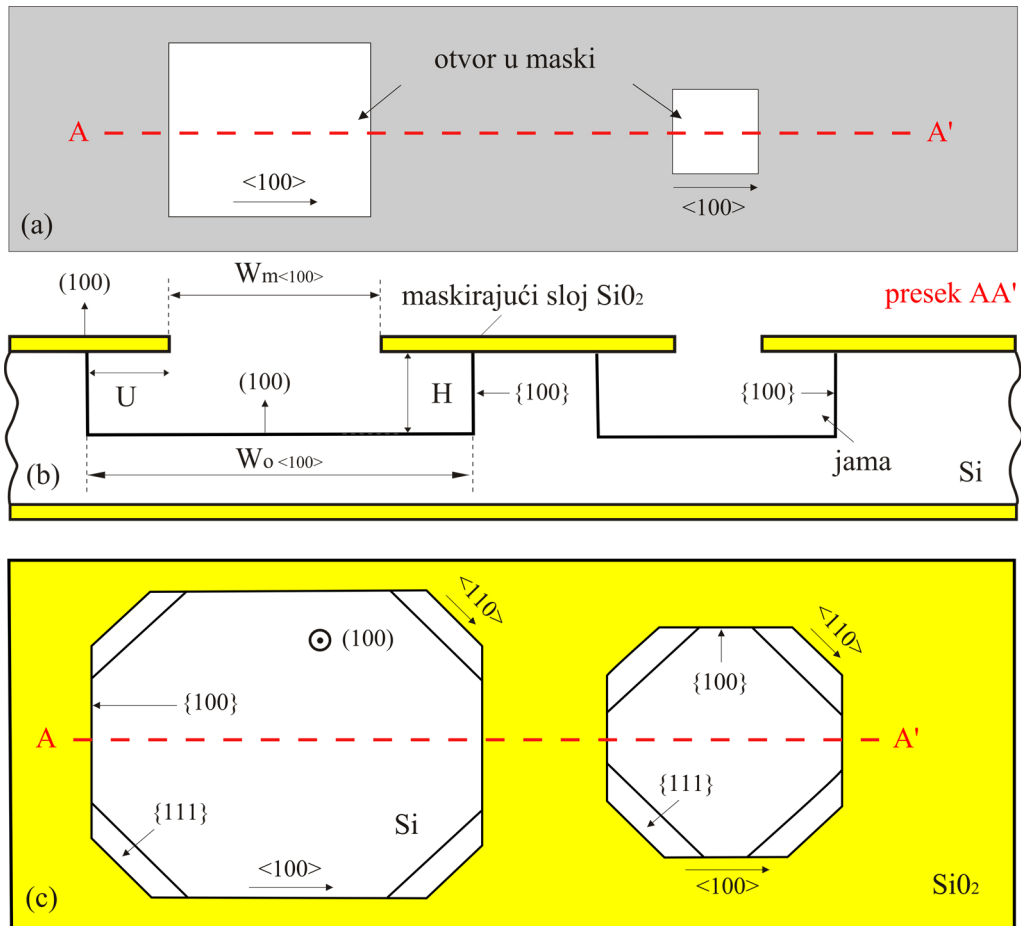 otvor u maski
A
A'
<100>
<100>
(a)
(100)
Wm<100>
maskirajući sloj Si0₂
presek AA'
U
(100)
H
{100}
{100}
Wo <100>
jama
Si
(b)
<110>
<110>
(100)
{100}
{100}
A
A'
{111}
{111}
Si
<100>
<100>
Si0₂
(c)